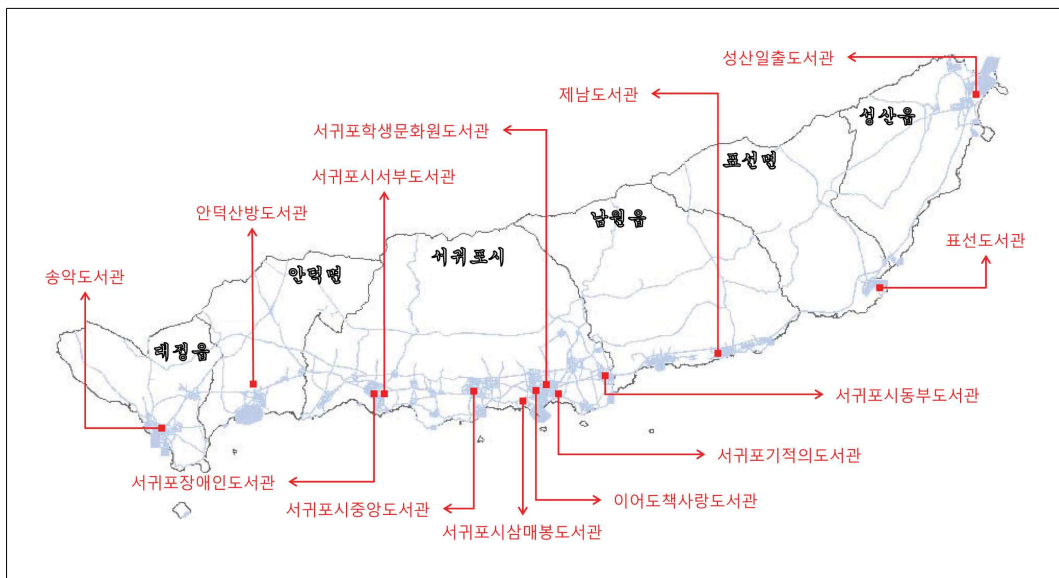 성산일출도서관
제남도서관
성산읍
서귀포학생문화원도서관
표선면
서귀포시서부도서관
안덕산방도서관
남원읍
표선도서관
서귀포시
송악도서관
안덕면
대정읍
서귀포시동부도서관
서귀포기적의도서관
서귀포장애인도서관
이어도책사랑도서관
서귀포시중앙도서관
서귀포시삼매봉도서관